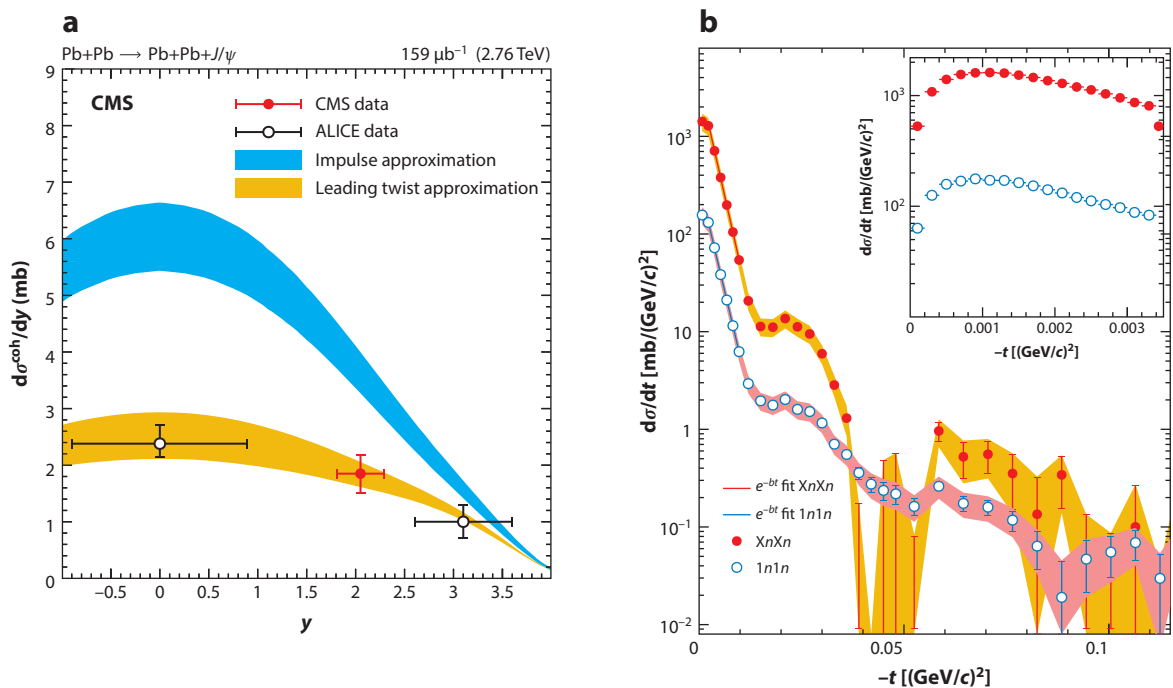 a
Pb+Pb → Pb+Pb+J/ψ 159 μb⁻¹ (2.76 TeV)
CMS
CMS data
ALICE data
Impulse approximation
Leading twist approximation
dσᶜᵒʰ/dy (mb)
9
8
7
6
5
4
3
2
1
0
−0.5 0 0.5 1.0 1.5 2.0 2.5 3.0 3.5
y
b
dσ/dt [mb/(GeV/c)²]
10³
10²
10
1
10⁻¹
10⁻²
e⁻ᵇᵗ fit XnXn
e⁻ᵇᵗ fit 1n1n
XnXn
1n1n
0 0.05 0.1
−t [(GeV/c)²]
dσ/dt [mb/(GeV/c)²]
10³
10²
0 0.001 0.002 0.003
−t [(GeV/c)²]